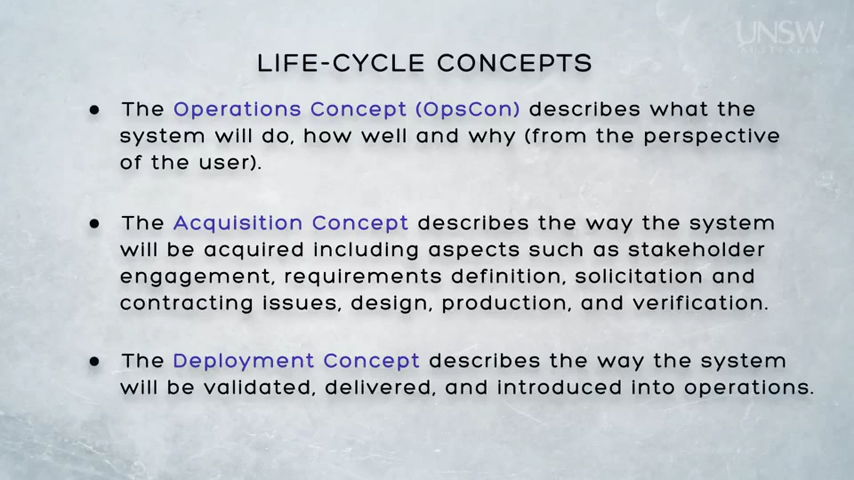 UNSW
AUSTRALIA
LIFE-CYCLE CONCEPTS
• The Operations Concept (OpsCon) describes what the
system will do, how well and why (from the perspective
of the user).
• The Acquisition Concept describes the way the system
will be acquired including aspects such as stakeholder
engagement, requirements definition, solicitation and
contracting issues, design, production, and verification.
• The Deployment Concept describes the way the system
will be validated, delivered, and introduced into operations.